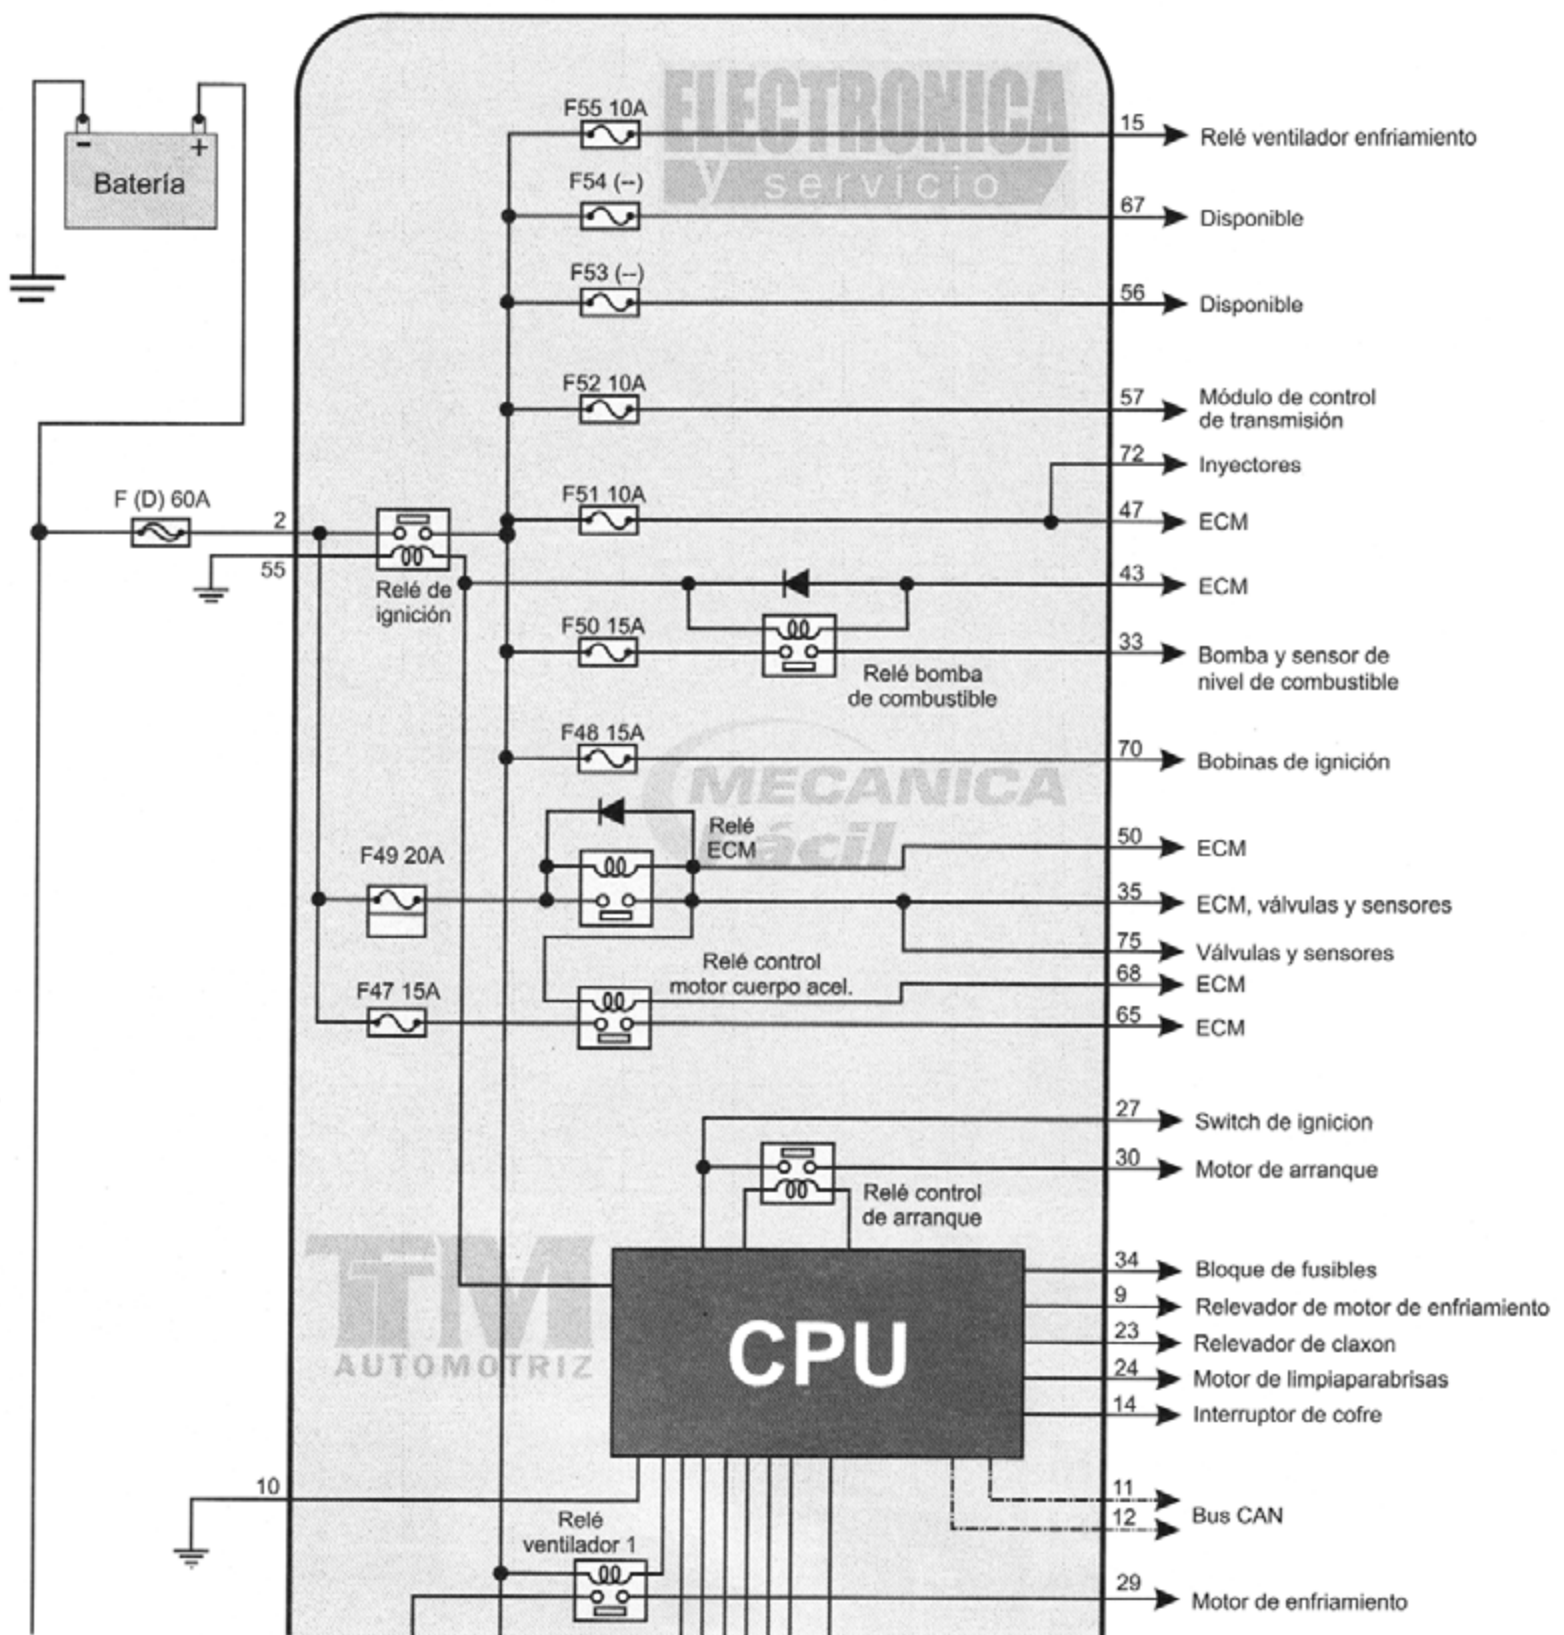 ELECTRONICA
y servicio
F55 10A
15
Relé ventilador enfriamiento
-
+
Batería
F54 (--)
67
Disponible
F53 (--)
56
Disponible
F52 10A
57
Módulo de control
de transmisión
72
Inyectores
F (D) 60A
2
F51 10A
47
ECM
55
Relé de
ignición
43
ECM
F50 15A
33
Bomba y sensor de
nivel de combustible
Relé bomba
de combustible
F48 15A
70
Bobinas de ignición
MECANICA
Fácil
Relé
ECM
50
ECM
F49 20A
35
ECM, válvulas y sensores
75
Válvulas y sensores
Relé control
motor cuerpo acel.
68
ECM
F47 15A
65
ECM
27
Switch de ignicion
30
Motor de arranque
Relé control
de arranque
TTM
AUTOMOTRIZ
CPU
34
Bloque de fusibles
9
Relevador de motor de enfriamiento
23
Relevador de claxon
24
Motor de limpiaparabrisas
14
Interruptor de cofre
10
11
12
Bus CAN
Relé
ventilador 1
29
Motor de enfriamiento